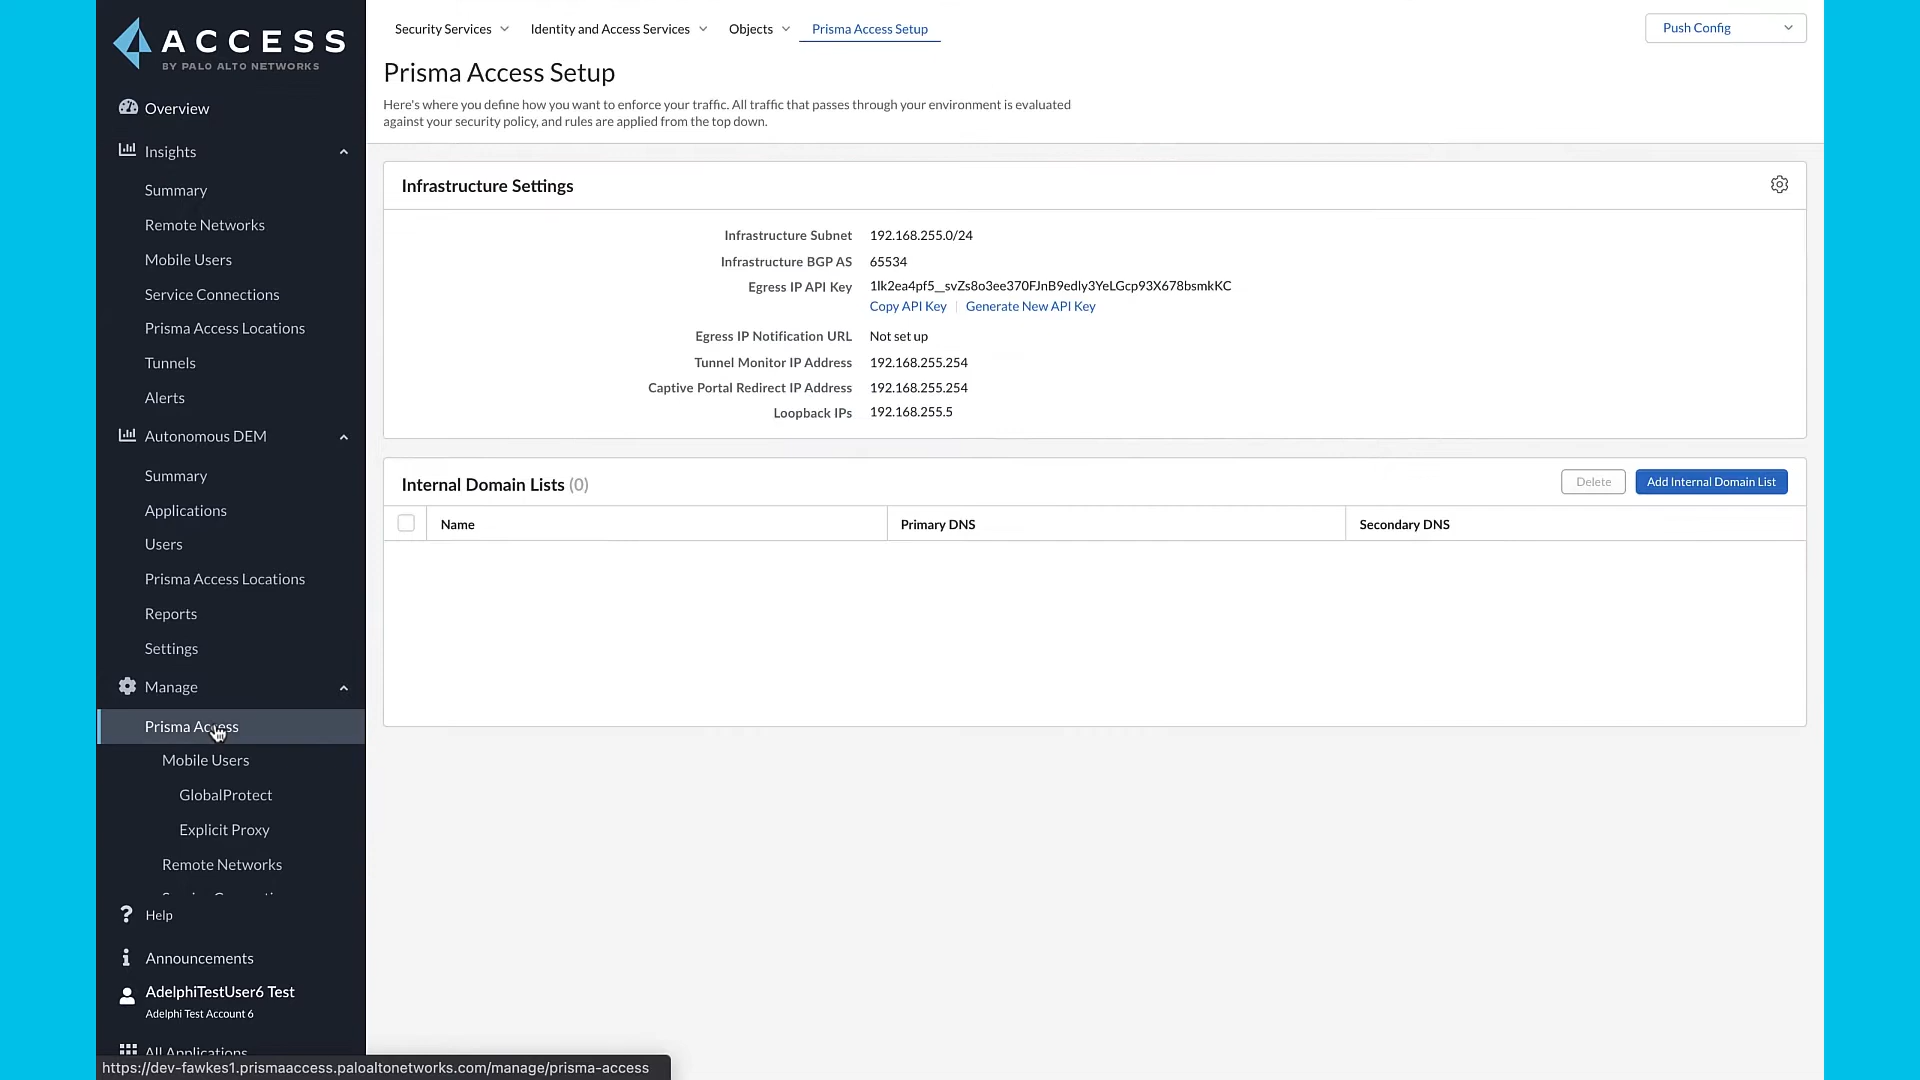 ACCESS
BY PALO ALTO NETWORKS
Overview
Insights
Summary
Remote Networks
Mobile Users
Service Connections
Prisma Access Locations
Tunnels
Alerts
Autonomous DEM
Summary
Applications
Users
Prisma Access Locations
Reports
Settings
Manage
Prisma Access
Mobile Users
GlobalProtect
Explicit Proxy
Remote Networks
Help
Announcements
AdelphiTestUser6 Test
Adelphi Test Account 6
All Applications
https://dev-fawkes1.prismaaccess.paloaltonetworks.com/manage/prisma-access
Security Services Identity and Access Services Objects Prisma Access Setup
Push Config
Prisma Access Setup
Here's where you define how you want to enforce your traffic. All traffic that passes through your environment is evaluated
against your security policy, and rules are applied from the top down.
Infrastructure Settings
Infrastructure Subnet 192.168.255.0/24
Infrastructure BGP AS 65534
Egress IP API Key 1lk2ea4pf5__svZs8o3ee370FJnB9edly3YeLGcp93X678bsmkKC
Copy API Key Generate New API Key
Egress IP Notification URL Not set up
Tunnel Monitor IP Address 192.168.255.254
Captive Portal Redirect IP Address 192.168.255.254
Loopback IPs 192.168.255.5
Internal Domain Lists (0)
Delete Add Internal Domain List
Name Primary DNS Secondary DNS